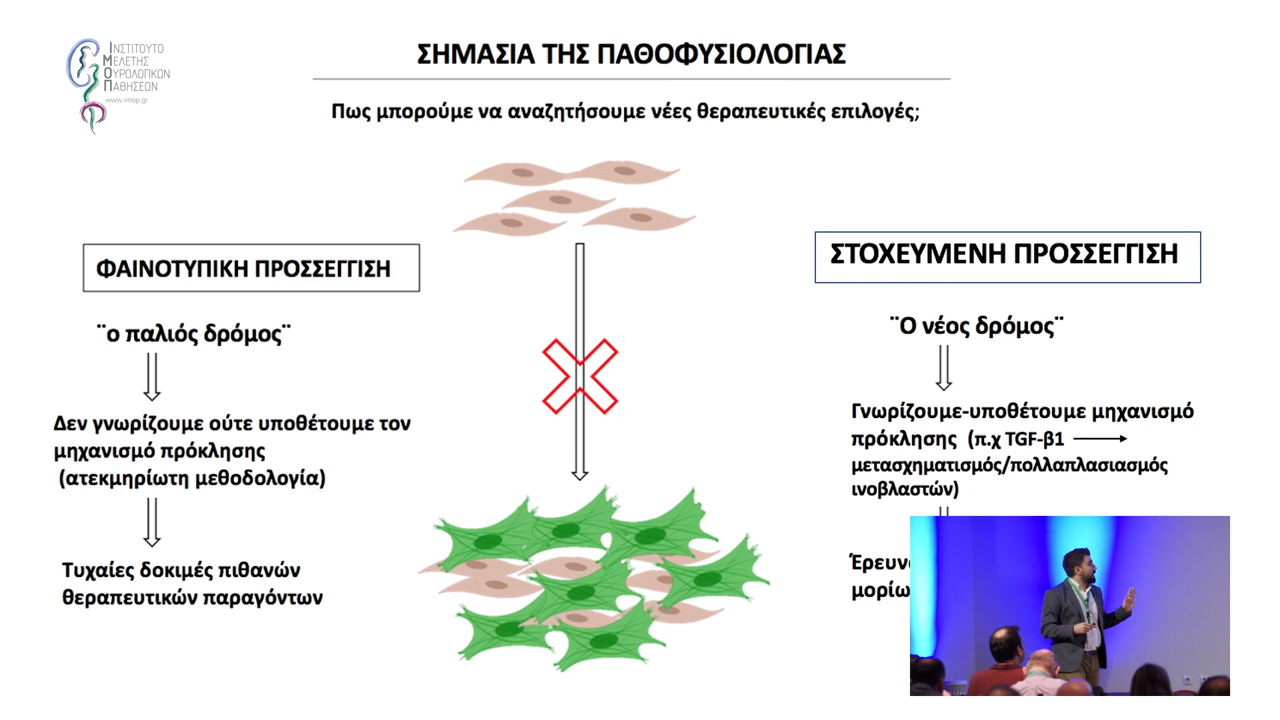 ΙΝΣΤΙΤΟΥΤΟ
ΜΕΛΕΤΗΣ
ΟΥΡΟΛΟΓΙΚΩΝ
ΠΑΘΗΣΕΩΝ
www.imop.gr
ΣΗΜΑΣΙΑ ΤΗΣ ΠΑΘΟΦΥΣΙΟΛΟΓΙΑΣ
Πως μπορούμε να αναζητήσουμε νέες θεραπευτικές επιλογές;
ΦΑΙΝΟΤΥΠΙΚΗ ΠΡΟΣΣΕΓΓΙΣΗ
¨ο παλιός δρόμος¨
Δεν γνωρίζουμε ούτε υποθέτουμε τον
μηχανισμό πρόκλησης
(ατεκμηρίωτη μεθοδολογία)
Τυχαίες δοκιμές πιθανών
θεραπευτικών παραγόντων
ΣΤΟΧΕΥΜΕΝΗ ΠΡΟΣΣΕΓΓΙΣΗ
¨Ο νέος δρόμος¨
Γνωρίζουμε-υποθέτουμε μηχανισμό
πρόκλησης (π.χ TGF-β1
μετασχηματισμός/πολλαπλασιασμός
ινοβλαστών)